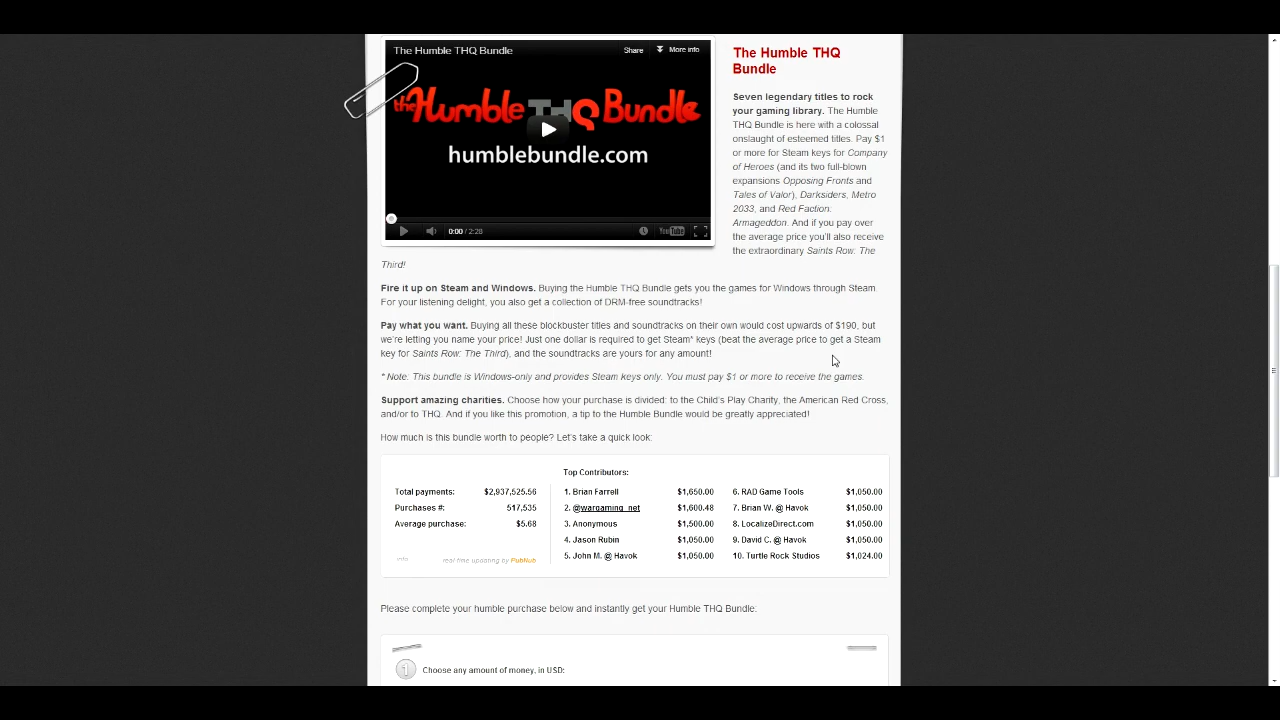 The Humble THQ Bundle
Share
More info
the Humble THQ Bundle
humblebundle.com
0:00 / 2:28
YouTube
The Humble THQ
Bundle
Seven legendary titles to rock
your gaming library. The Humble
THQ Bundle is here with a colossal
onslaught of esteemed titles. Pay $1
or more for Steam keys for Company
of Heroes (and its two full-blown
expansions Opposing Fronts and
Tales of Valor), Darksiders, Metro
2033, and Red Faction:
Armageddon. And if you pay over
the average price you'll also receive
the extraordinary Saints Row: The
Third!
Fire it up on Steam and Windows. Buying the Humble THQ Bundle gets you the games for Windows through Steam.
For your listening delight, you also get a collection of DRM-free soundtracks!
Pay what you want. Buying all these blockbuster titles and soundtracks on their own would cost upwards of $190, but
we're letting you name your price! Just one dollar is required to get Steam* keys (beat the average price to get a Steam
key for Saints Row: The Third), and the soundtracks are yours for any amount!
* Note: This bundle is Windows-only and provides Steam keys only. You must pay $1 or more to receive the games.
Support amazing charities. Choose how your purchase is divided: to the Child's Play Charity, the American Red Cross,
and/or to THQ. And if you like this promotion, a tip to the Humble Bundle would be greatly appreciated!
How much is this bundle worth to people? Let's take a quick look:
Total payments: $2,937,525.56
Purchases #: 517,535
Average purchase: $5.68
info
real time updating by PubNub
Top Contributors:
1. Brian Farrell $1,650.00
2. @wargaming_net $1,600.48
3. Anonymous $1,500.00
4. Jason Rubin $1,050.00
5. John M. @ Havok $1,050.00
6. RAD Game Tools $1,050.00
7. Brian W. @ Havok $1,050.00
8. LocalizeDirect.com $1,050.00
9. David C. @ Havok $1,050.00
10. Turtle Rock Studios $1,024.00
Please complete your humble purchase below and instantly get your Humble THQ Bundle:
1 Choose any amount of money, in USD: